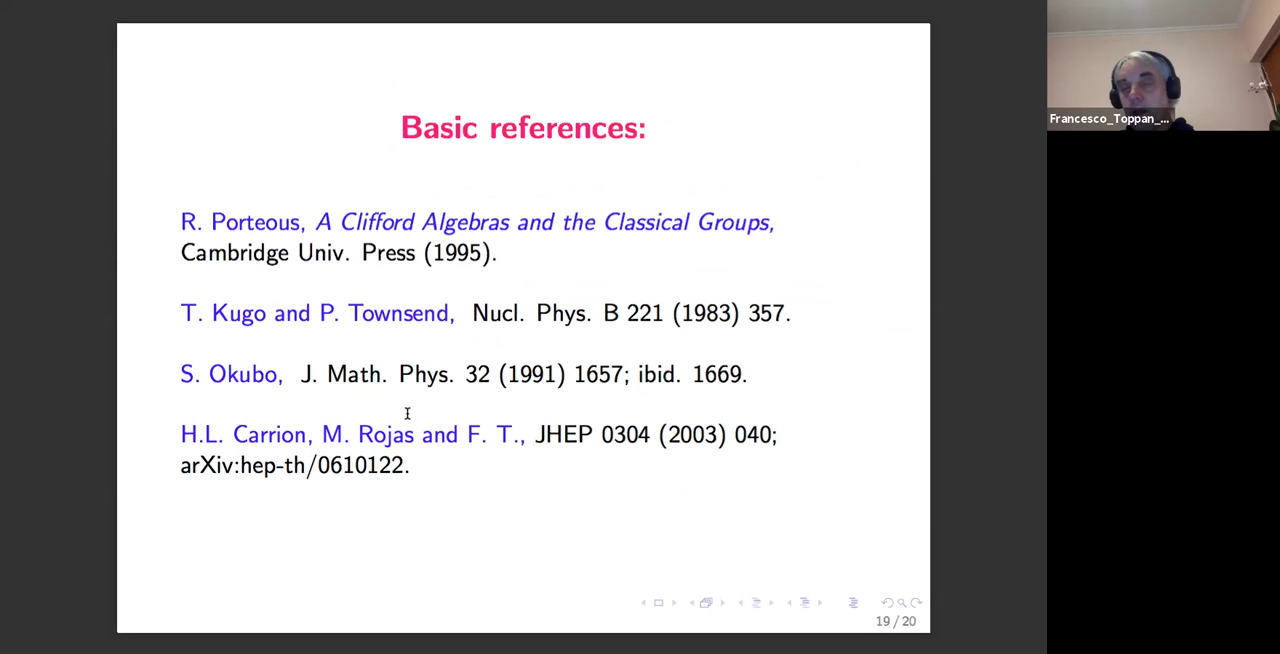 Basic references:
R. Porteous, A Clifford Algebras and the Classical Groups,
Cambridge Univ. Press (1995).
T. Kugo and P. Townsend, Nucl. Phys. B 221 (1983) 357.
S. Okubo, J. Math. Phys. 32 (1991) 1657; ibid. 1669.
H.L. Carrion, M. Rojas and F. T., JHEP 0304 (2003) 040;
arXiv:hep-th/0610122.
19 / 20
Francesco_Toppan_...